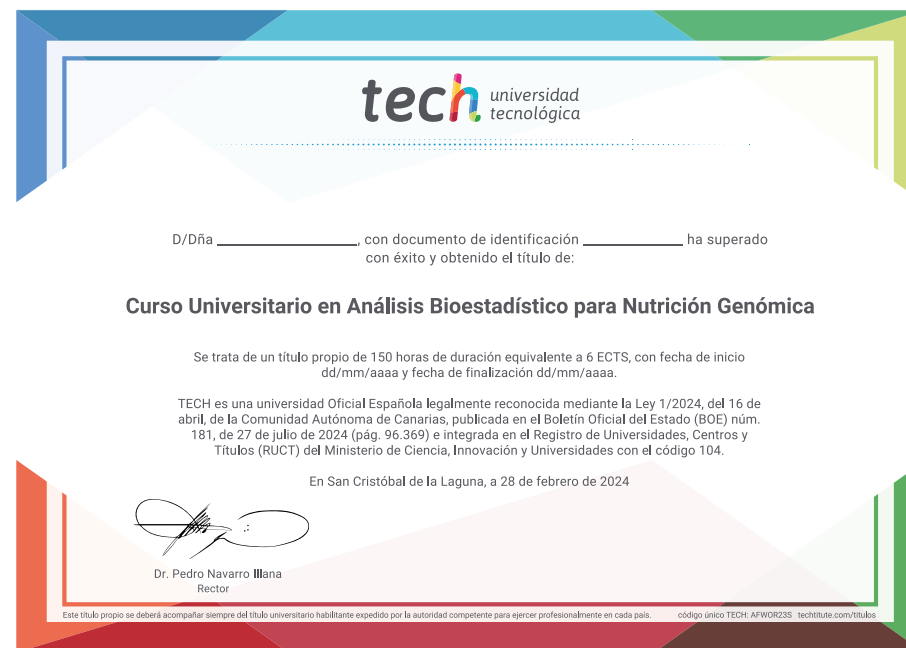 tech universidad
tecnológica
D/Dña ____________, con documento de identificación ____________ ha superado
con éxito y obtenido el título de:
Curso Universitario en Análisis Bioestadístico para Nutrición Genómica
Se trata de un título propio de 150 horas de duración equivalente a 6 ECTS, con fecha de inicio
dd/mm/aaaa y fecha de finalización dd/mm/aaaa.
TECH es una universidad Oficial Española legalmente reconocida mediante la Ley 1/2024, del 16 de
abril, de la Comunidad Autónoma de Canarias, publicada en el Boletín Oficial del Estado (BOE) núm.
181, de 27 de julio de 2024 (pág. 96.369) e integrada en el Registro de Universidades, Centros y
Títulos (RUCT) del Ministerio de Ciencia, Innovación y Universidades con el código 104.
En San Cristóbal de la Laguna, a 28 de febrero de 2024
Dr. Pedro Navarro Illana
Rector
Este título propio se deberá acompañar siempre del título universitario habilitante expedido por la autoridad competente para ejercer profesionalmente en cada país. código único TECH: AFWOR23S techtitute.com/títulos